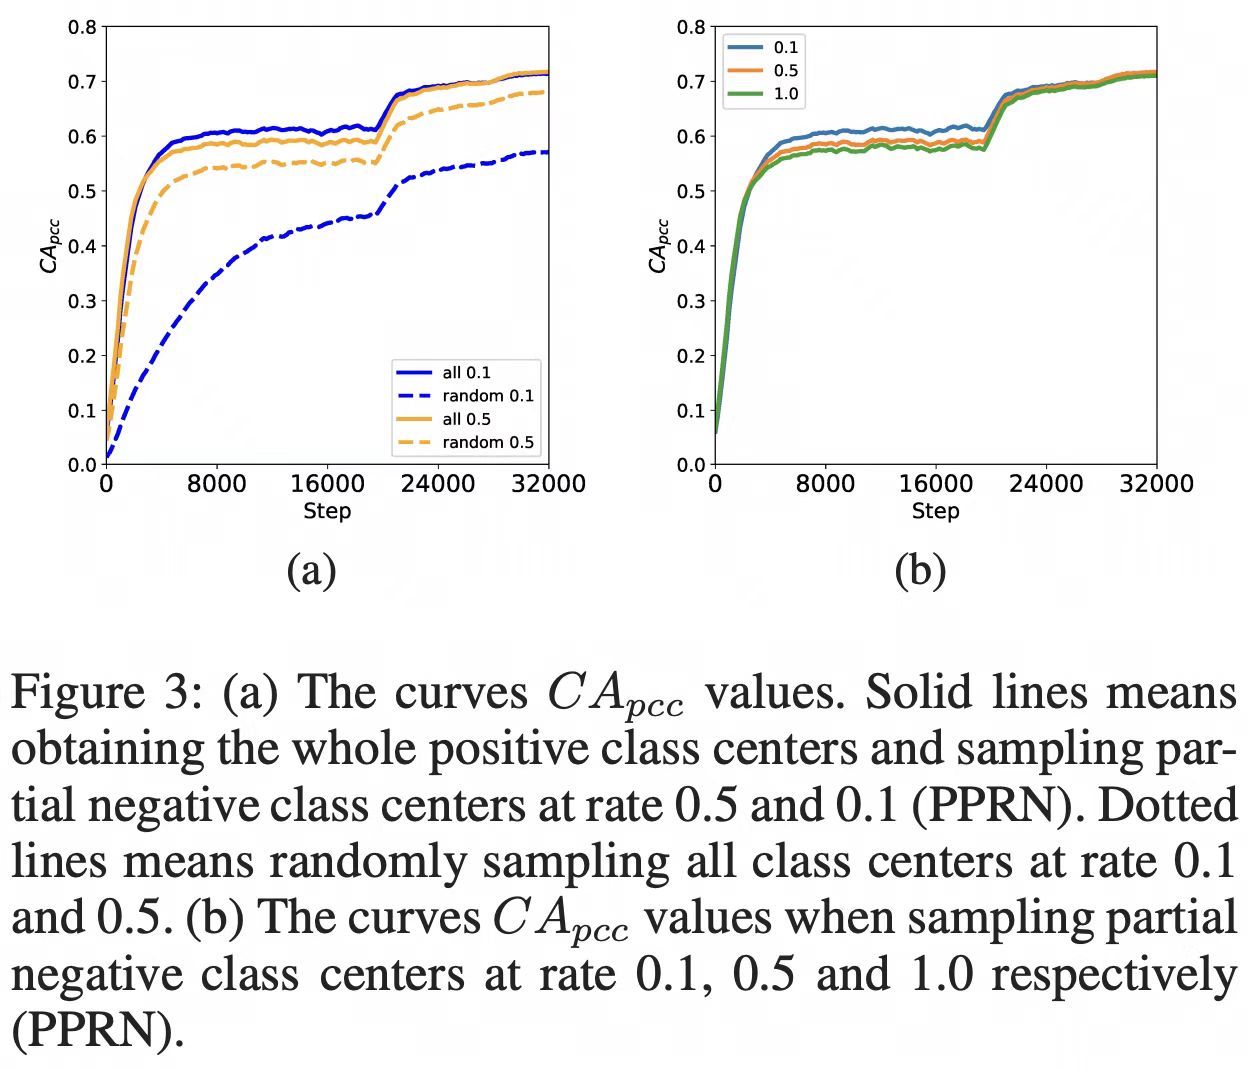 0.8
0.7
0.6
0.5
0.4
0.3
0.2
0.1
0.0
CApcc
0 8000 16000 24000 32000
Step
all 0.1
random 0.1
all 0.5
random 0.5
(a)
0.8
0.7
0.6
0.5
0.4
0.3
0.2
0.1
0.0
CApcc
0 8000 16000 24000 32000
Step
0.1
0.5
1.0
(b)
Figure 3: (a) The curves CApcc values. Solid lines means
obtaining the whole positive class centers and sampling par-
tial negative class centers at rate 0.5 and 0.1 (PPRN). Dotted
lines means randomly sampling all class centers at rate 0.1
and 0.5. (b) The curves CApcc values when sampling partial
negative class centers at rate 0.1, 0.5 and 1.0 respectively
(PPRN).